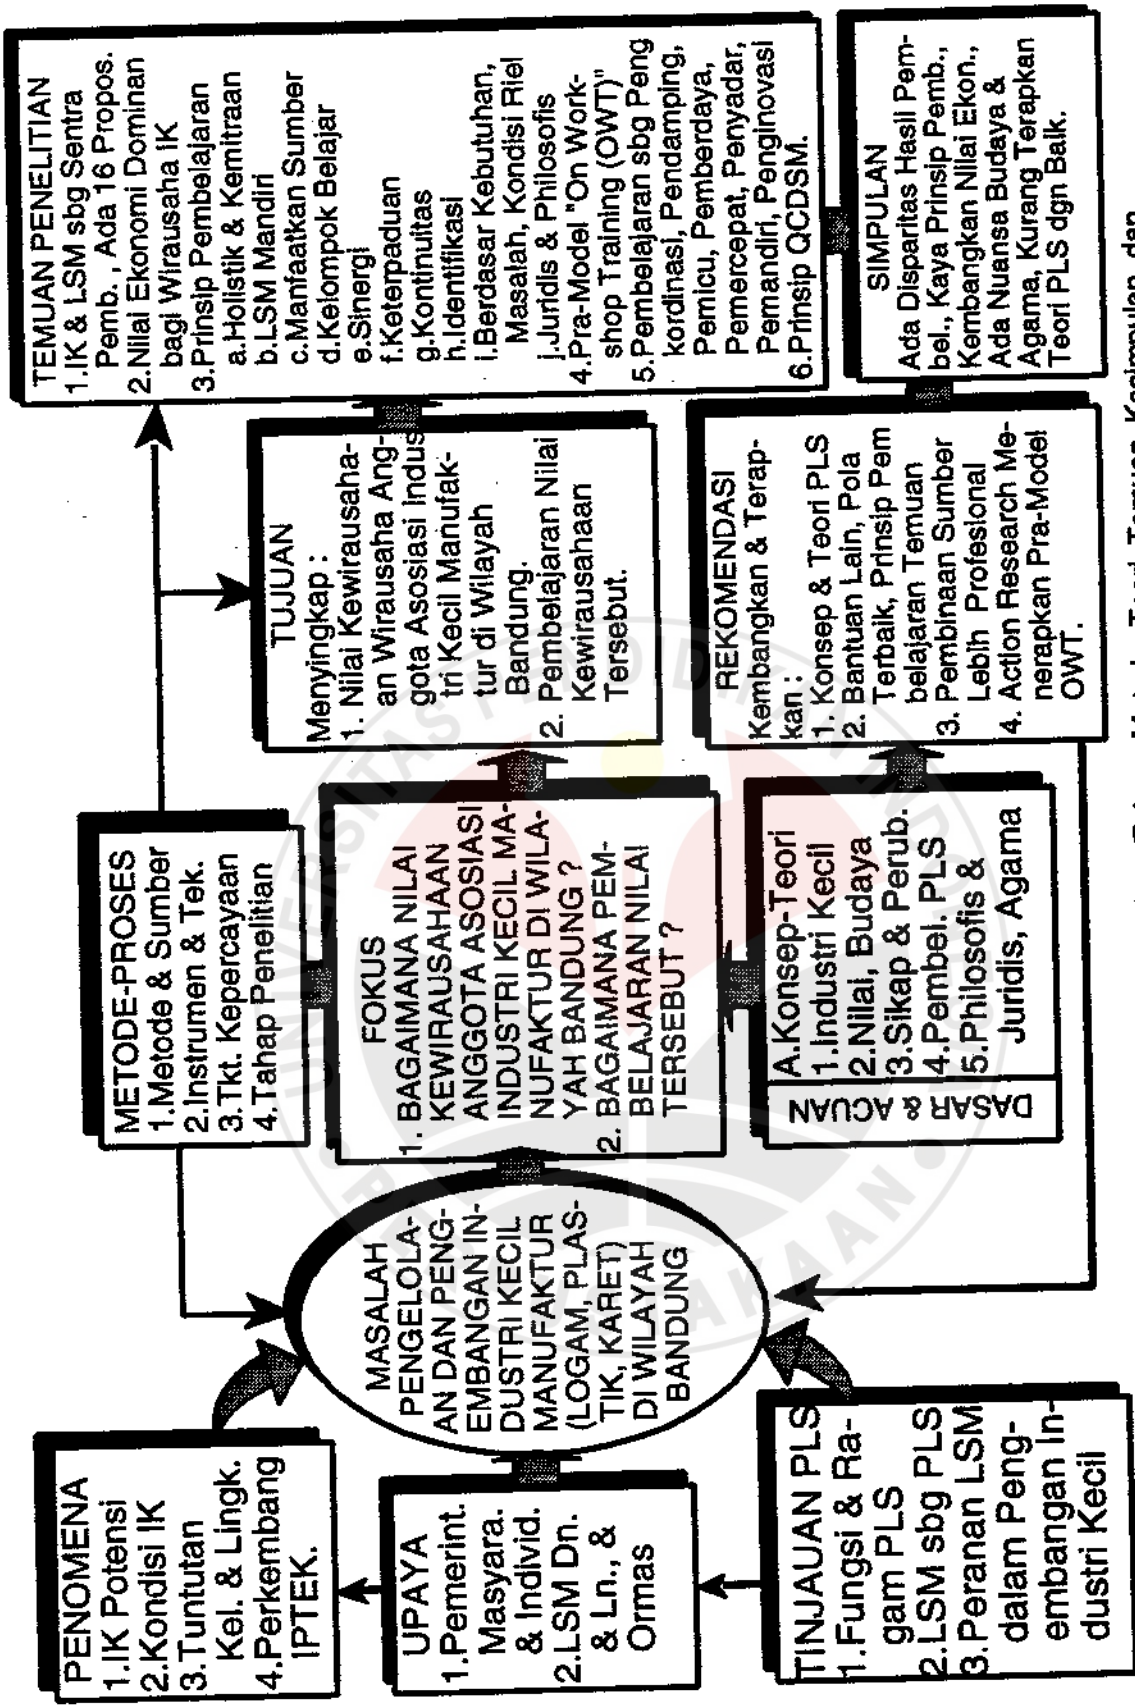 PENOMENA
1.IK Potensi
2.Kondisi IK
3.Tuntutan
Kel. & Lingk.
4.Perkembang
IPTEK.
UPAYA
1.Pemerint.
Masyara.
& Individ.
2.LSM Dn.
& Ln., &
Ormas
TINJAUAN PLS
1.Fungsi & Ra-
gam PLS
2.LSM sbg PLS
3.Peranan LSM
dalam Peng-
embangan In-
dustri Kecil
MASALAH
PENGELOLA-
AN DAN PENG-
EMBANGAN IN-
DUSTRI KECIL
MANUFAKTUR
(LOGAM, PLAS-
TIK, KARET)
DI WILAYAH
BANDUNG
METODE-PROSES
1.Metode & Sumber
2.Instrumen & Tek.
3.Tkt. Kepercayaan
4.Tahap Penelitian
FOKUS
1. BAGAIMANA NILAI
KEWIRAUSAHAAN
ANGGOTA ASOSIASI
INDUSTRI KECIL MA-
NUFAKTUR DI WILA-
YAH BANDUNG ?
2. BAGAIMANA PEM-
BELAJARAN NILAI
TERSEBUT ?
DASAR
& ACUAN
A.Konsep-Teori
1.Industri Kecil
2.Nilai, Budaya
3.Sikap & Perub.
4.Pembel. PLS
5.Philosofis &
Juridis, Agama
TUJUAN
Menyingkap :
1. Nilai Kewirausaha-
an Wirausaha Ang-
gota Asosiasi Indus
tri Kecil Manufak-
tur di Wilayah
Bandung.
2. Pembelajaran Nilai
Kewirausahaan
Tersebut.
REKOMENDASI
Kembangkan & Terap-
kan :
1. Konsep & Teori PLS
2. Bantuan Lain, Pola
Terbaik, Prinsip Pem
belajaran Temuan
3. Pembinaan Sumber
Lebih Profesional
4. Action Research Me-
nerapkan Pra-Model
OWT.
TEMUAN PENELITIAN
1.IK & LSM sbg Sentra
Pemb. , Ada 16 Propos.
2.Nilai Ekonomi Dominan
bagi Wirausaha IK
3.Prinsip Pembelajaran
a.Holistik & Kemitraan
b.LSM Mandiri
c.Manfaatkan Sumber
d.Kelompok Belajar
e.Sinergi
f.Keterpaduan
g.Kontinuitas
h.Identifikasi
i.Berdasar Kebutuhan,
Masalah, Kondisi Riel
j.Juridis & Philosofis
4.Pra-Model "On Work-
shop Training (OWT)"
5.Pembelajaran sbg Peng
kordinasi, Pendamping,
Pemicu, Pemberdaya,
Pemercepat, Penyadar,
Pemandiri, Penginovasi
6.Prinsip QCDSM.
SIMPULAN
Ada Disparitas Hasil Pem-
bel., Kaya Prinsip Pemb.,
Kembangkan Nilai Ekon.,
Ada Nuansa Budaya &
Agama, Kurang Terapkan
Teori PLS dgn Baik.
UNIVERSITAS PENDIDIKAN INDONESIA